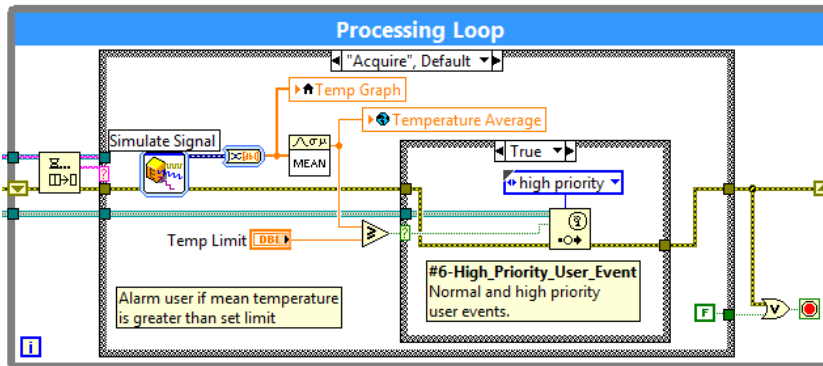 Processing Loop
"Acquire", Default
Temp Graph
Temperature Average
Simulate Signal
MEAN
True
high priority
Temp Limit
DBL
?
?
#6-High_Priority_User_Event
Normal and high priority
user events.
Alarm user if mean temperature
is greater than set limit
F
i